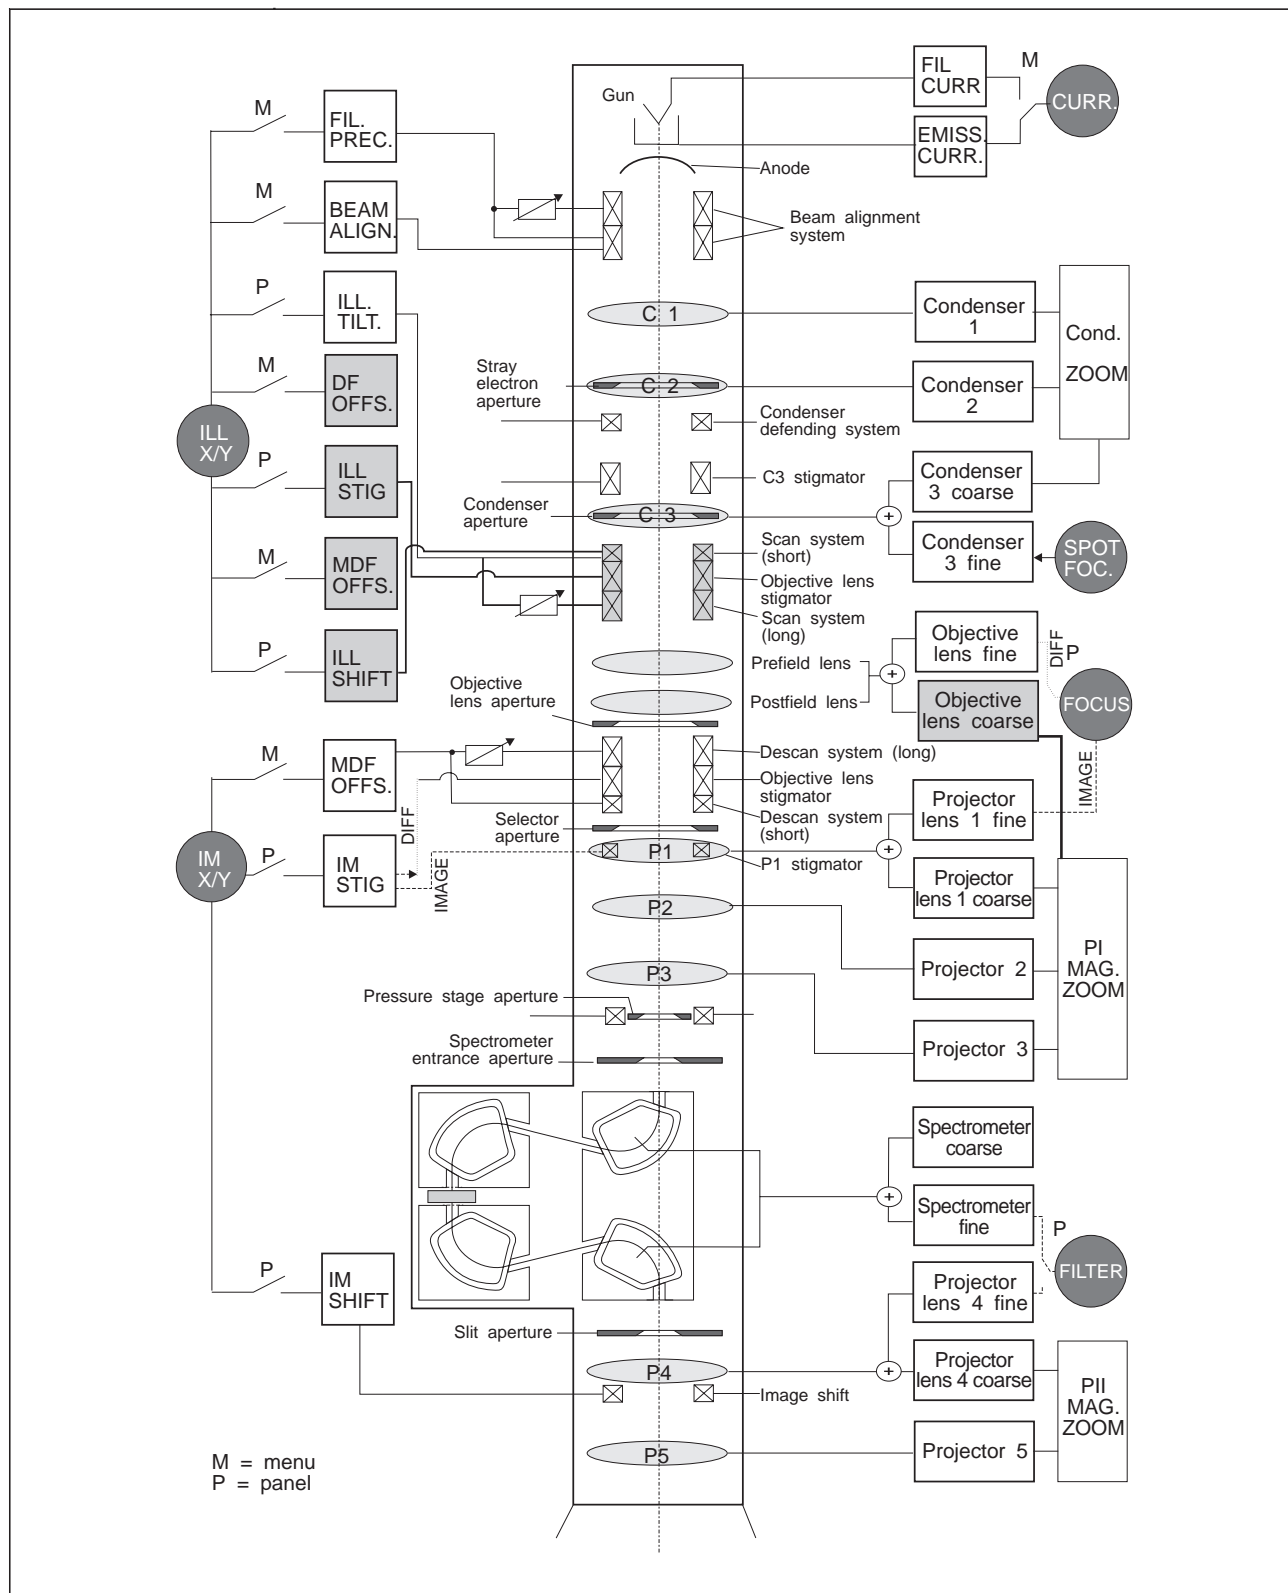 M
FIL.
PREC.
M
BEAM
ALIGN.
P
ILL.
TILT.
M
DF
OFFS.
ILL
X/Y
P
ILL
STIG
M
MDF
OFFS.
P
ILL
SHIFT
M
MDF
OFFS.
DIFF
IM
X/Y
P
IM
STIG
IMAGE
P
IM
SHIFT
M = menu
P = panel
Gun
Anode
Beam alignment
system
C 1
Stray
electron
aperture
C 2
Condenser
defending system
C3 stigmator
Condenser
aperture
C 3
Scan system
(short)
Objective lens
stigmator
Scan system
(long)
Prefield lens
Postfield lens
Objective
lens aperture
Descan system (long)
Objective lens
stigmator
Descan system
(short)
Selector
aperture
P1
P1 stigmator
P2
P3
Pressure stage aperture
Spectrometer
entrance aperture
Slit aperture
P4
Image shift
P5
FIL
CURR
M
CURR.
EMISS.
CURR.
Condenser
1
Cond.
ZOOM
Condenser
2
Condenser
3 coarse
+
Condenser
3 fine
SPOT
FOC.
Objective
lens fine
DIFF
P
+
Objective
lens coarse
FOCUS
IMAGE
Projector
lens 1 fine
+
Projector
lens 1 coarse
PI
MAG.
ZOOM
Projector 2
Projector 3
Spectrometer
coarse
+
Spectrometer
fine
P
FILTER
Projector
lens 4 fine
+
Projector
lens 4 coarse
PII
MAG.
ZOOM
Projector 5